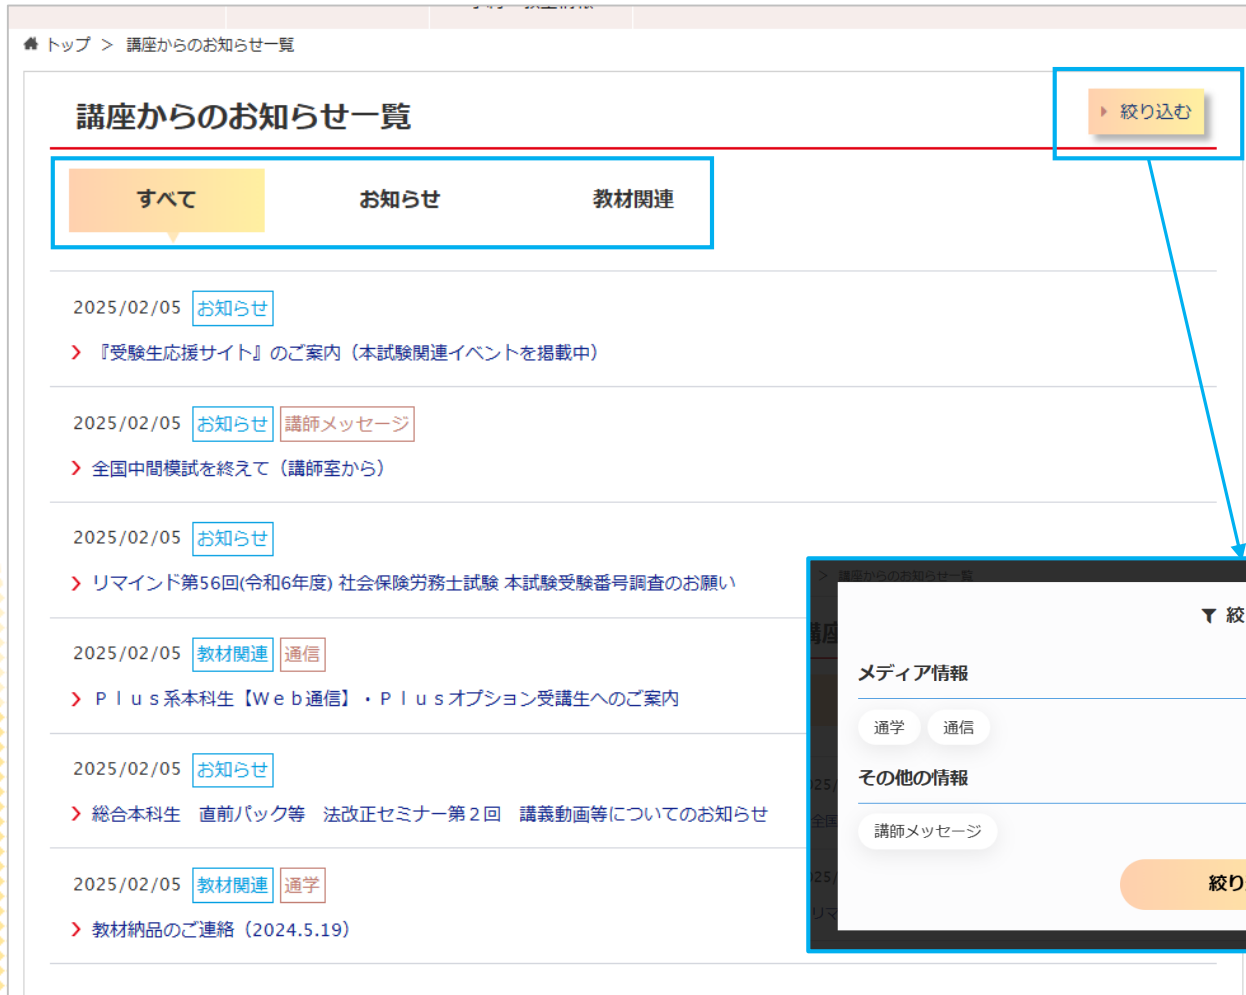 トップ ＞ 講座からのお知らせ一覧
講座からのお知らせ一覧
絞り込む
すべて お知らせ 教材関連
2025/02/05 お知らせ
『受験生応援サイト』のご案内（本試験関連イベントを掲載中）
2025/02/05 お知らせ 講師メッセージ
全国中間模試を終えて（講師室から）
2025/02/05 お知らせ
リマインド第56回(令和6年度) 社会保険労務士試験 本試験受験番号調査のお願い
2025/02/05 教材関連 通信
Ｐｌｕｓ系本科生【Ｗｅｂ通信】・Ｐｌｕｓオプション受講生へのご案内
2025/02/05 お知らせ
総合本科生　直前パック等　法改正セミナー第２回　講義動画等についてのお知らせ
2025/02/05 教材関連 通学
教材納品のご連絡（2024.5.19）
＞ 講座からのお知らせ一覧
講座
絞
メディア情報
通学 通信
その他の情報
講師メッセージ
絞り
025/
全国
025/
リマ